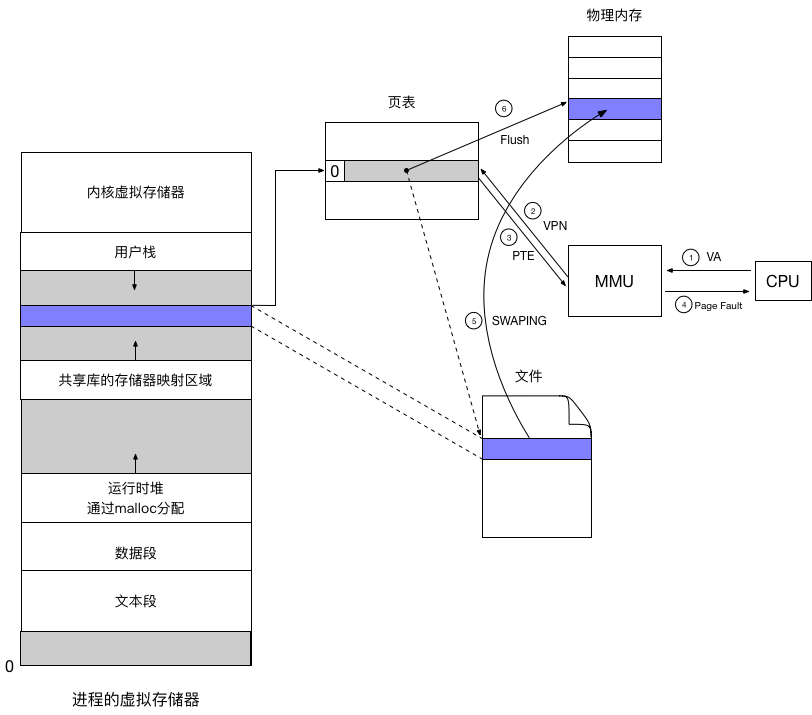 物理内存
页表
⑥
Flush
0
②
VPN
③
PTE
内核虚拟存储器
用户栈
MMU
①
VA
CPU
④
Page Fault
⑤
SWAPING
文件
共享库的存储器映射区域
运行时堆
通过malloc分配
数据段
文本段
0
进程的虚拟存储器